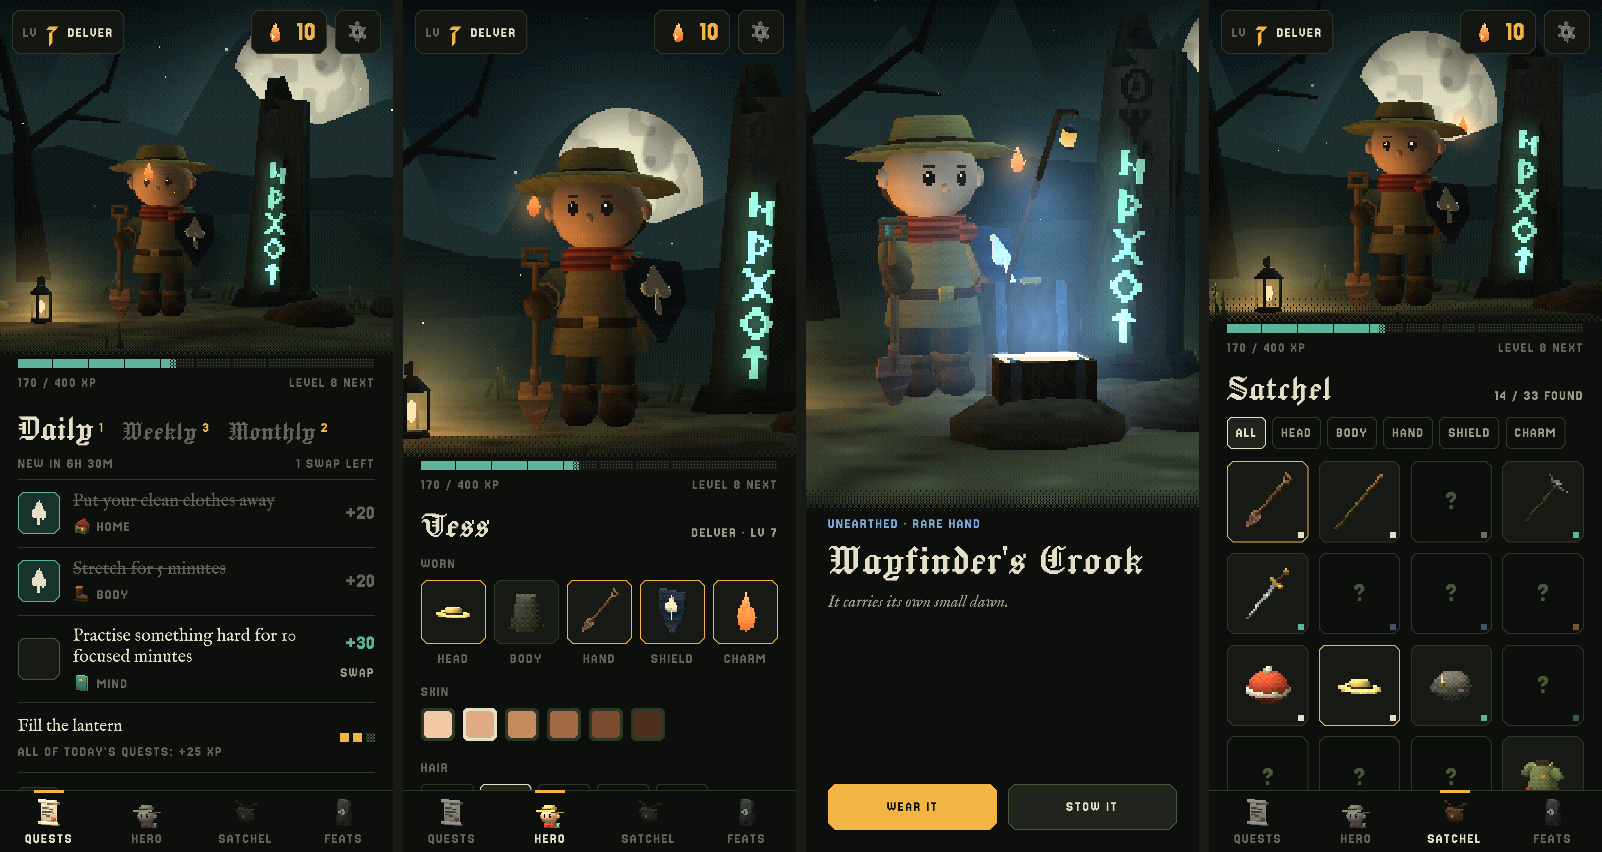 LV 7 DELVER
10
170 / 400 XP
LEVEL 8 NEXT
Daily 1 Weekly 3 Monthly 2
NEW IN 6H 30M
1 SWAP LEFT
Put your clean clothes away
HOME
+20
Stretch for 5 minutes
BODY
+20
Practise something hard for 10
focused minutes
MIND
+30
SWAP
Fill the lantern
ALL OF TODAY'S QUESTS: +25 XP
QUESTS
HERO
SATCHEL
FEATS
LV 7 DELVER
10
170 / 400 XP
LEVEL 8 NEXT
Tess
DELVER · LV 7
WORN
HEAD
BODY
HAND
SHIELD
CHARM
SKIN
HAIR
QUESTS
HERO
SATCHEL
FEATS
UNEARTHED · RARE HAND
Wayfinder's Crook
It carries its own small dawn.
WEAR IT
STOW IT
LV 7 DELVER
10
170 / 400 XP
LEVEL 8 NEXT
Satchel
14 / 33 FOUND
ALL
HEAD
BODY
HAND
SHIELD
CHARM
?
? ? ?
?
? ? ?
QUESTS
HERO
SATCHEL
FEATS